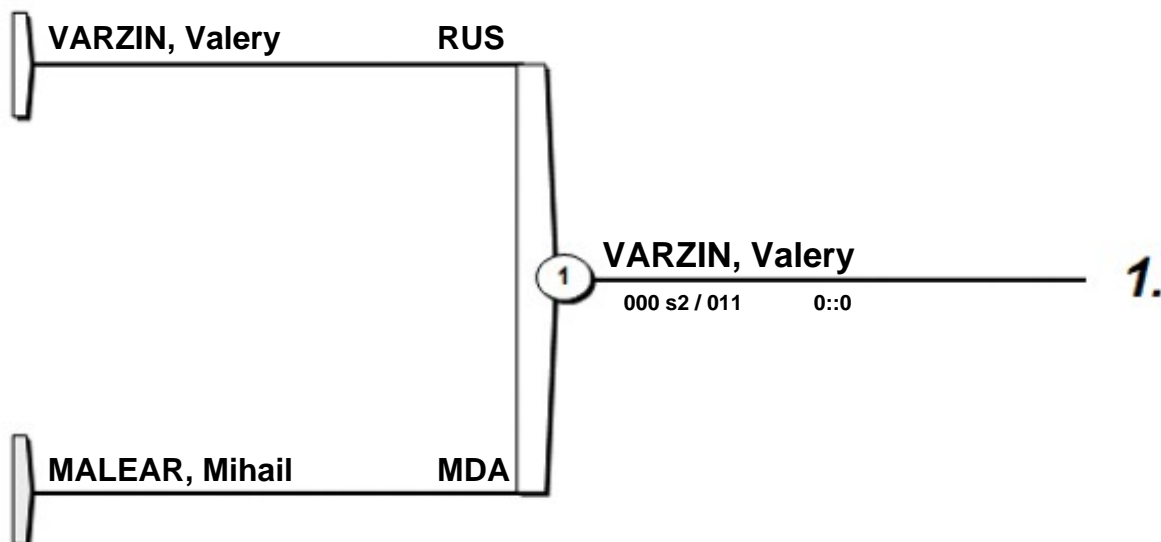 VARZIN, Valery RUS
1
VARZIN, Valery
1.
000 s2 / 011 0::0
MALEAR, Mihail MDA